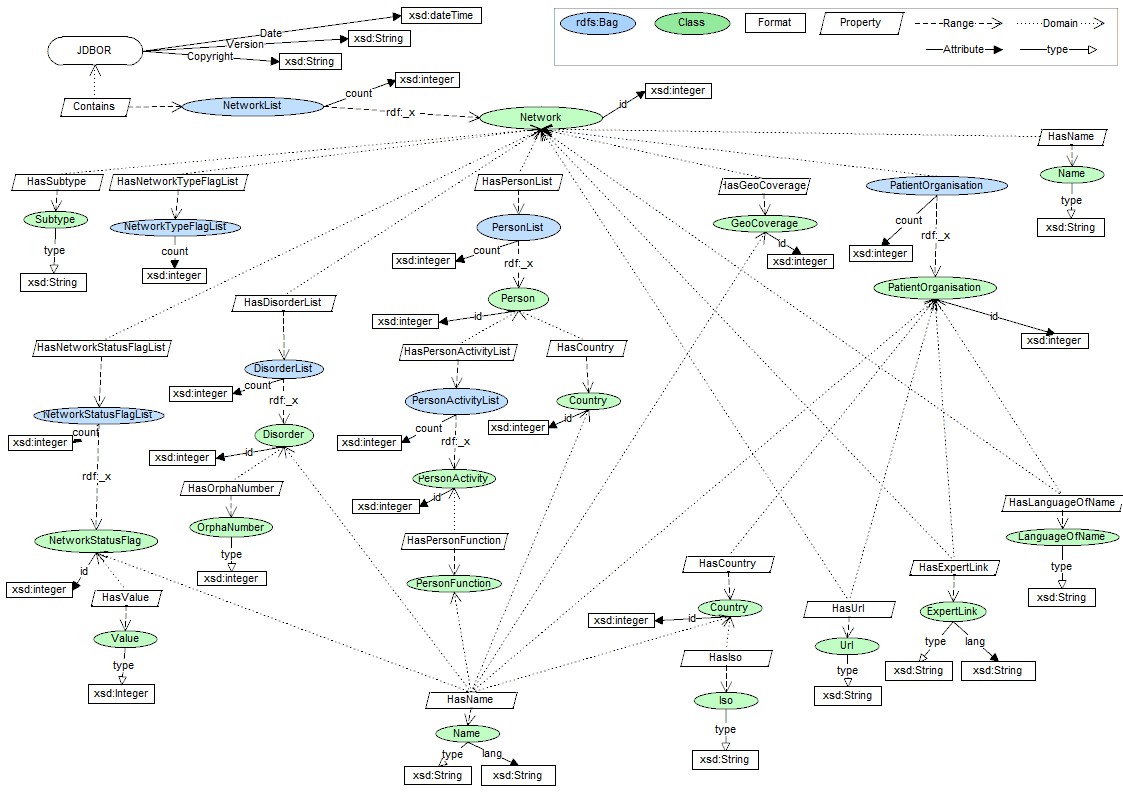 xsd:dateTime
rdfs:Bag
Class
Format
Property
Range
Domain
Attribute
type
JDBOR
Date
Version
Copyright
xsd:String
xsd:String
Contains
NetworkList
count
xsd:integer
rdf:_x
Network
id
xsd:integer
HasName
Name
type
xsd:String
HasSubtype
HasNetworkTypeFlagList
HasPersonList
HasGeoCoverage
PatientOrganisation
Subtype
NetworkTypeFlagList
PersonList
GeoCoverage
count
rdf:_x
type
count
count
rdf:_x
id
xsd:String
xsd:integer
xsd:integer
xsd:integer
xsd:integer
HasDisorderList
Person
PatientOrganisation
id
xsd:integer
id
xsd:integer
HasNetworkStatusFlagList
HasPersonActivityList
HasCountry
DisorderList
count
xsd:integer
rdf:_x
PersonActivityList
Country
NetworkStatusFlagList
count
xsd:integer
id
xsd:integer
count
xsd:integer
rdf:_x
Disorder
id
xsd:integer
rdf:_x
HasOrphaNumber
PersonActivity
id
xsd:integer
HasLanguageOfName
OrphaNumber
NetworkStatusFlag
HasPersonFunction
LanguageOfName
type
xsd:integer
id
xsd:integer
HasValue
PersonFunction
HasCountry
HasExpertLink
type
xsd:String
Country
id
xsd:integer
HasUrl
ExpertLink
Value
type
xsd:Integer
HasIso
Url
type
lang
type
xsd:String
xsd:String
xsd:String
HasName
Iso
Name
type
type
lang
xsd:String
xsd:String
xsd:String